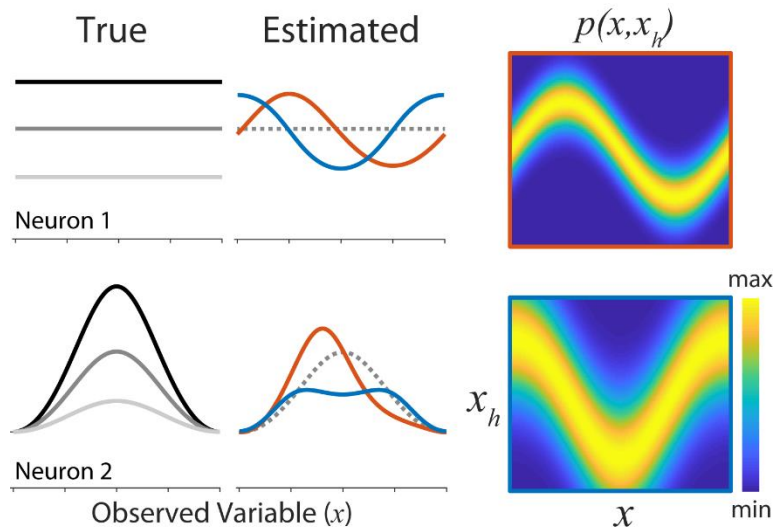 True
Estimated
p(x,x_h)
Neuron 1
max
x_h
Neuron 2
min
Observed Variable (x)
x